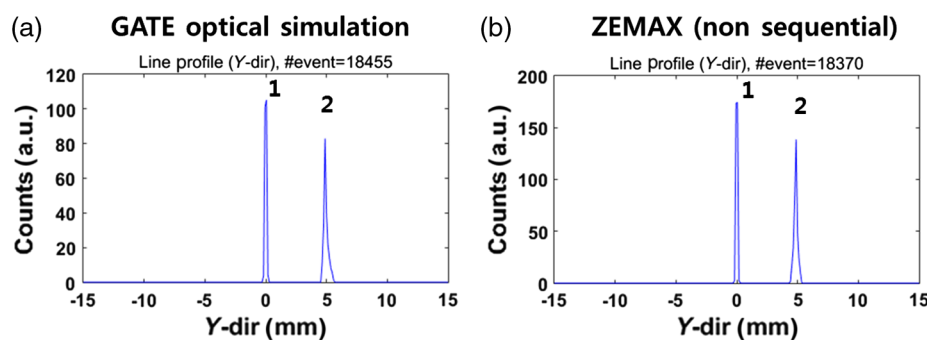 (a) GATE optical simulation
Line profile (Y-dir), #event=18455
120
100
80
60
40
20
0
Counts (a.u.)
1
2
-15 -10 -5 0 5 10 15
Y-dir (mm)
(b) ZEMAX (non sequential)
Line profile (Y-dir), #event=18370
200
150
100
50
0
Counts (a.u.)
1
2
-15 -10 -5 0 5 10 15
Y-dir (mm)